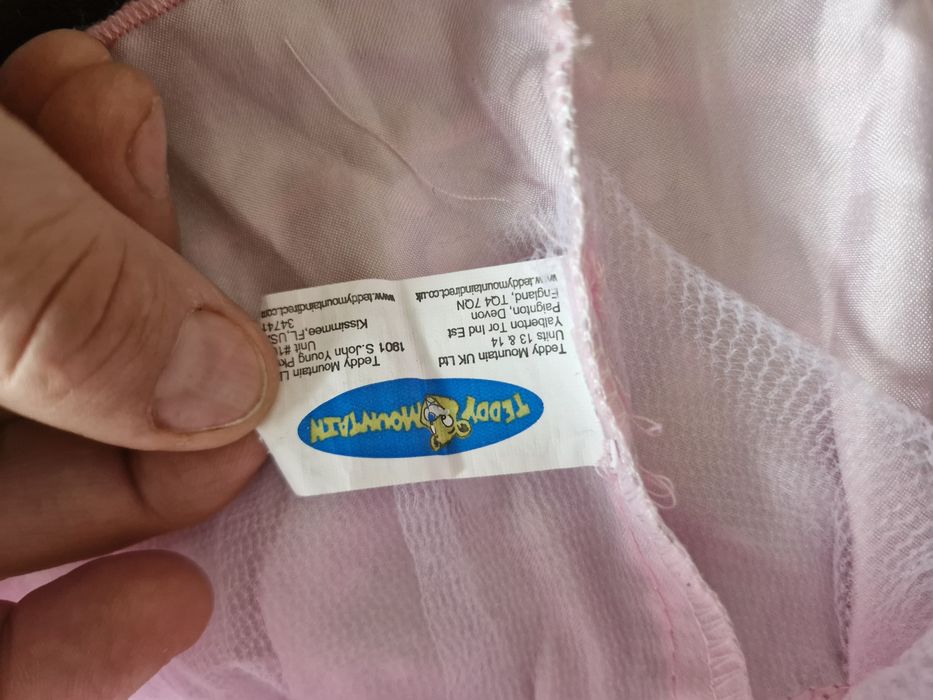 TEDDY MOUNTAIN
Teddy Mountain UK Ltd
Units 13 & 14
Yalberton Tor Ind Est
Paignton, Devon
England, TQ4 7QN
www.teddymountaindirect.co.uk
Teddy Mountain
1901 S.John Young
Unit
Kissimmee,FL,
34741
www.teddymountaindirect.com